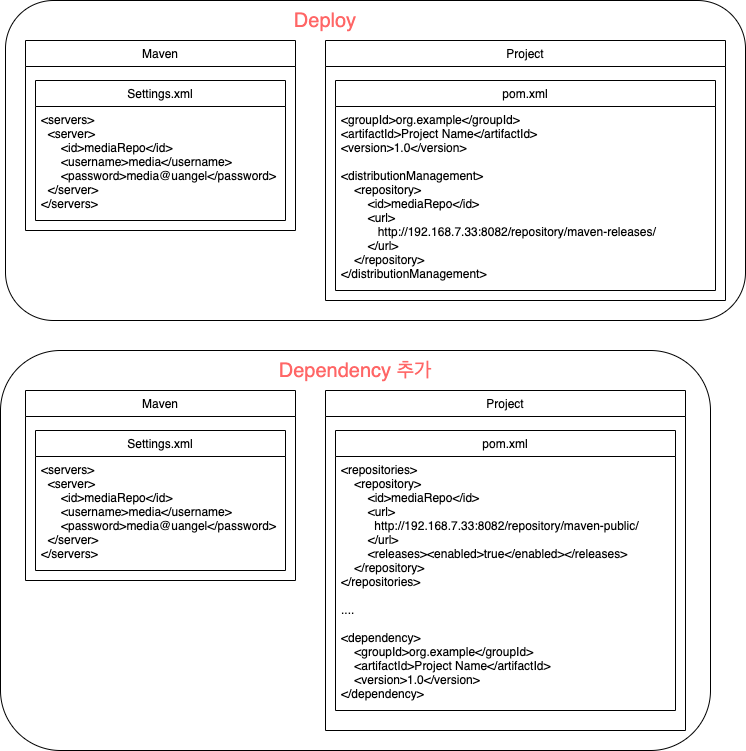 Deploy
Maven
Settings.xml
<servers>
<server>
<id>mediaRepo</id>
<username>media</username>
<password>media@uangel</password>
</server>
</servers>
Project
pom.xml
<groupId>org.example</groupId>
<artifactId>Project Name</artifactId>
<version>1.0</version>
<distributionManagement>
<repository>
<id>mediaRepo</id>
<url>
http://192.168.7.33:8082/repository/maven-releases/
</url>
</repository>
</distributionManagement>
Dependency 추가
Maven
Settings.xml
<servers>
<server>
<id>mediaRepo</id>
<username>media</username>
<password>media@uangel</password>
</server>
</servers>
Project
pom.xml
<repositories>
<repository>
<id>mediaRepo</id>
<url>
http://192.168.7.33:8082/repository/maven-public/
</url>
<releases><enabled>true</enabled></releases>
</repository>
</repositories>
....
<dependency>
<groupId>org.example</groupId>
<artifactId>Project Name</artifactId>
<version>1.0</version>
</dependency>